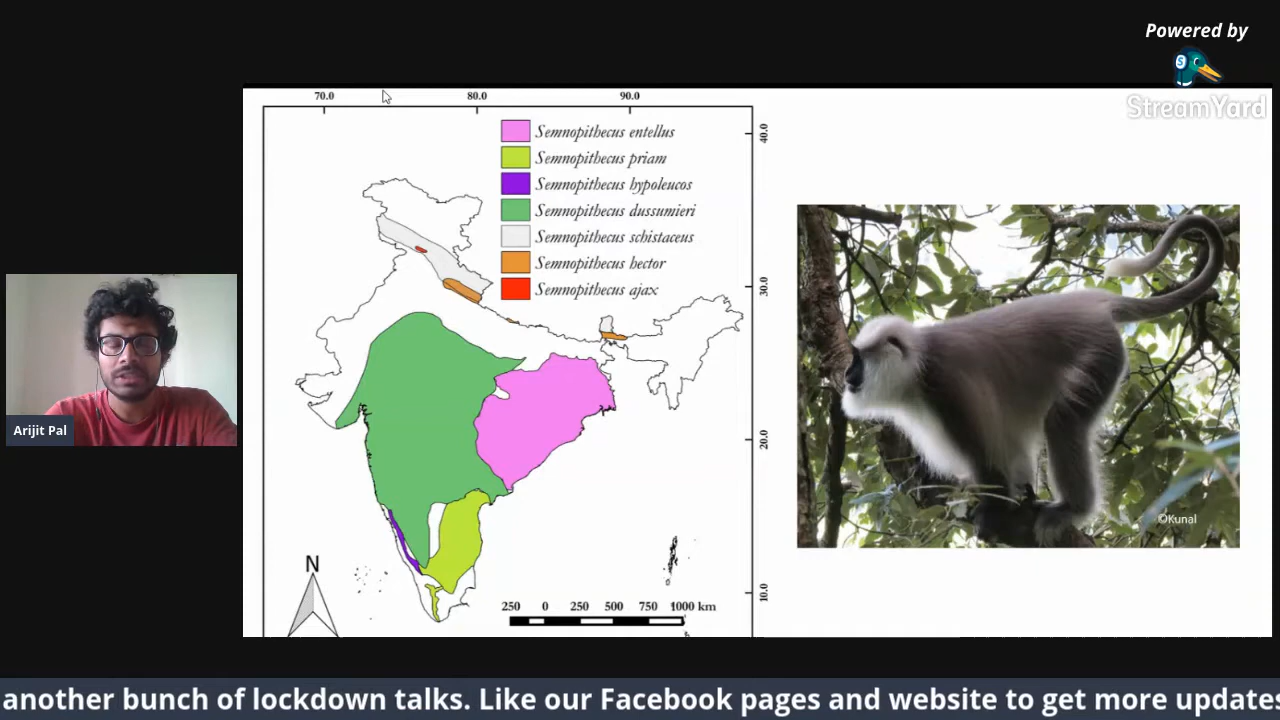 Powered by
S
StreamYard
70.0 80.0 90.0
40.0
30.0
20.0
10.0
Semnopithecus entellus
Semnopithecus priam
Semnopithecus hypoleucos
Semnopithecus dussumieri
Semnopithecus schistaceus
Semnopithecus hector
Semnopithecus ajax
N
250 0 250 500 750 1000 km
©Kunal
Arijit Pal
another bunch of lockdown talks. Like our Facebook pages and website to get more updates